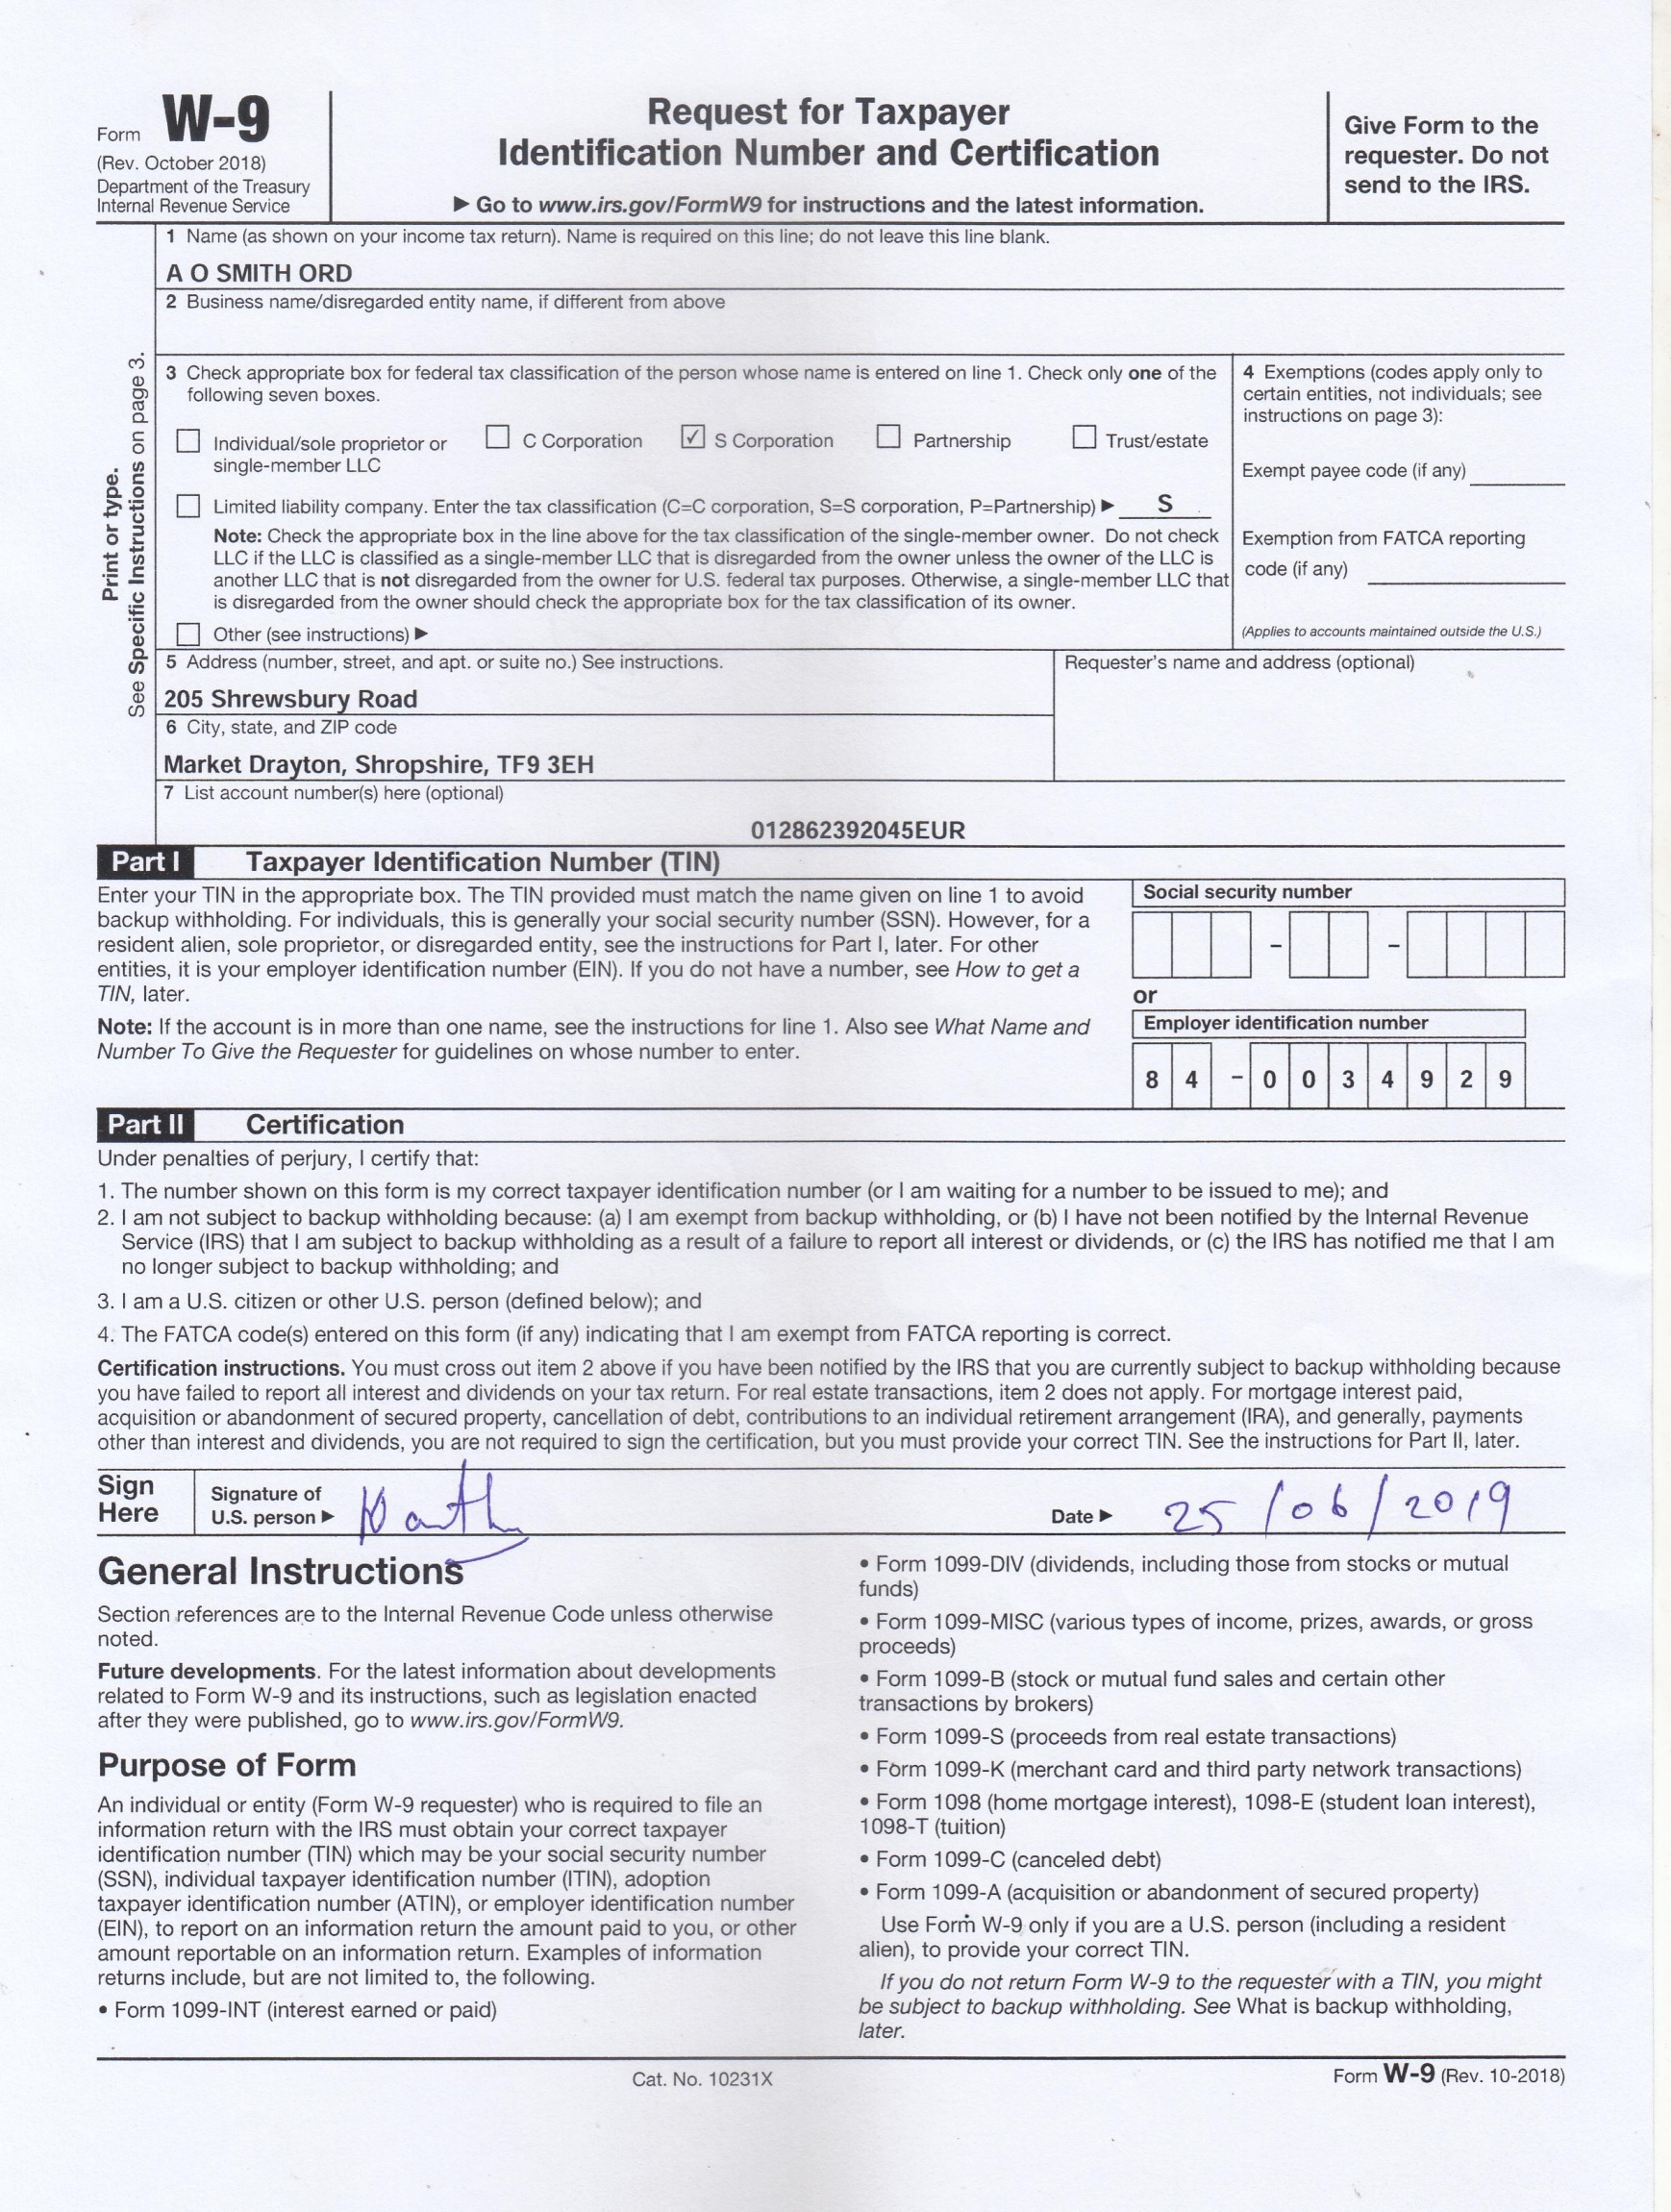 Form W-9
(Rev. October 2018)
Department of the Treasury
Internal Revenue Service
Request for Taxpayer
Identification Number and Certification
▶ Go to www.irs.gov/FormW9 for instructions and the latest information.
Give Form to the
requester. Do not
send to the IRS.
Print or type.
See Specific Instructions on page 3.
1 Name (as shown on your income tax return). Name is required on this line; do not leave this line blank.
A O SMITH ORD
2 Business name/disregarded entity name, if different from above
3 Check appropriate box for federal tax classification of the person whose name is entered on line 1. Check only one of the
following seven boxes.
☐ Individual/sole proprietor or ☐ C Corporation ☑ S Corporation ☐ Partnership ☐ Trust/estate
single-member LLC
☐ Limited liability company. Enter the tax classification (C=C corporation, S=S corporation, P=Partnership) ▶ S
Note: Check the appropriate box in the line above for the tax classification of the single-member owner. Do not check
LLC if the LLC is classified as a single-member LLC that is disregarded from the owner unless the owner of the LLC is
another LLC that is not disregarded from the owner for U.S. federal tax purposes. Otherwise, a single-member LLC that
is disregarded from the owner should check the appropriate box for the tax classification of its owner.
☐ Other (see instructions) ▶
4 Exemptions (codes apply only to
certain entities, not individuals; see
instructions on page 3):
Exempt payee code (if any)
Exemption from FATCA reporting
code (if any)
(Applies to accounts maintained outside the U.S.)
5 Address (number, street, and apt. or suite no.) See instructions.
205 Shrewsbury Road
6 City, state, and ZIP code
Market Drayton, Shropshire, TF9 3EH
Requester's name and address (optional)
7 List account number(s) here (optional)
012862392045EUR
Part I Taxpayer Identification Number (TIN)
Enter your TIN in the appropriate box. The TIN provided must match the name given on line 1 to avoid
backup withholding. For individuals, this is generally your social security number (SSN). However, for a
resident alien, sole proprietor, or disregarded entity, see the instructions for Part I, later. For other
entities, it is your employer identification number (EIN). If you do not have a number, see How to get a
TIN, later.
Note: If the account is in more than one name, see the instructions for line 1. Also see What Name and
Number To Give the Requester for guidelines on whose number to enter.
Social security number
– –
or
Employer identification number
8 4 – 0 0 3 4 9 2 9
Part II Certification
Under penalties of perjury, I certify that:
1. The number shown on this form is my correct taxpayer identification number (or I am waiting for a number to be issued to me); and
2. I am not subject to backup withholding because: (a) I am exempt from backup withholding, or (b) I have not been notified by the Internal Revenue
Service (IRS) that I am subject to backup withholding as a result of a failure to report all interest or dividends, or (c) the IRS has notified me that I am
no longer subject to backup withholding; and
3. I am a U.S. citizen or other U.S. person (defined below); and
4. The FATCA code(s) entered on this form (if any) indicating that I am exempt from FATCA reporting is correct.
Certification instructions. You must cross out item 2 above if you have been notified by the IRS that you are currently subject to backup withholding because
you have failed to report all interest and dividends on your tax return. For real estate transactions, item 2 does not apply. For mortgage interest paid,
acquisition or abandonment of secured property, cancellation of debt, contributions to an individual retirement arrangement (IRA), and generally, payments
other than interest and dividends, you are not required to sign the certification, but you must provide your correct TIN. See the instructions for Part II, later.
Sign
Here
Signature of
U.S. person ▶
Date ▶ 25/06/2019
General Instructions
Section references are to the Internal Revenue Code unless otherwise
noted.
Future developments. For the latest information about developments
related to Form W-9 and its instructions, such as legislation enacted
after they were published, go to www.irs.gov/FormW9.
Purpose of Form
An individual or entity (Form W-9 requester) who is required to file an
information return with the IRS must obtain your correct taxpayer
identification number (TIN) which may be your social security number
(SSN), individual taxpayer identification number (ITIN), adoption
taxpayer identification number (ATIN), or employer identification number
(EIN), to report on an information return the amount paid to you, or other
amount reportable on an information return. Examples of information
returns include, but are not limited to, the following.
• Form 1099-INT (interest earned or paid)
• Form 1099-DIV (dividends, including those from stocks or mutual
funds)
• Form 1099-MISC (various types of income, prizes, awards, or gross
proceeds)
• Form 1099-B (stock or mutual fund sales and certain other
transactions by brokers)
• Form 1099-S (proceeds from real estate transactions)
• Form 1099-K (merchant card and third party network transactions)
• Form 1098 (home mortgage interest), 1098-E (student loan interest),
1098-T (tuition)
• Form 1099-C (canceled debt)
• Form 1099-A (acquisition or abandonment of secured property)
Use Form W-9 only if you are a U.S. person (including a resident
alien), to provide your correct TIN.
If you do not return Form W-9 to the requester with a TIN, you might
be subject to backup withholding. See What is backup withholding,
later.
Cat. No. 10231X
Form W-9 (Rev. 10-2018)